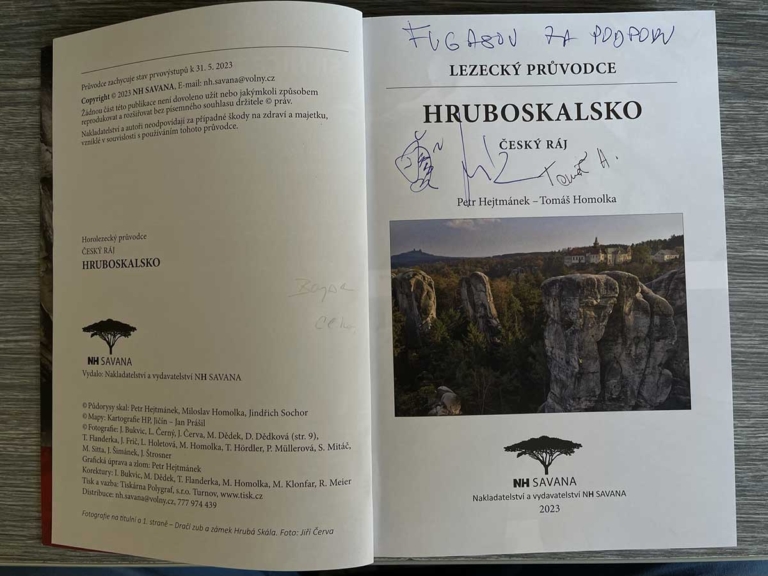 Průvodce zachycuje stav prvovýstupů k 31. 5. 2023
Copyright © 2023 NH SAVANA, E-mail: nh.savana@volny.cz
Žádnou část této publikace není dovoleno užít nebo jakýmkoli způsobem
reprodukovat a rozšiřovat bez písemného souhlasu držitele © práv.
Nakladatelství a autoři neodpovídají za případné škody na zdraví a majetku,
vzniklé v souvislosti s používáním tohoto průvodce.
Horolezecký průvodce
ČESKÝ RÁJ
HRUBOSKALSKO
NH SAVANA
Vydalo: Nakladatelství a vydavatelství NH SAVANA
© Půdorysy skal: Petr Hejtmánek, Miloslav Homolka, Jindřich Sochor
© Mapy: Kartografie HP, Jičín – Jan Prášil
© Fotografie: J. Bukvic, L. Černý, J. Červa, M. Dědek, D. Dědková (str. 9),
T. Flanderka, J. Frič, L. Holetová, M. Homolka, T. Hördler, P. Müllerová, S. Mitáč,
M. Sitta, J. Šimánek, J. Štrosner
Grafická úprava a zlom: Petr Hejtmánek
Korektury: J. Bukvic, M. Dědek, T. Flanderka, M. Homolka, M. Klonfar, R. Meier
Tisk a vazba: Tiskárna Polygraf, s.r.o. Turnov, www.tisk.cz
Distribuce: nh.savana@volny.cz, 777 974 439
Fotografie na titulní a 1. straně – Dračí zub a zámek Hrubá Skála. Foto: Jiří Červa
FUGASOVI ZA PODPORU
LEZECKÝ PRŮVODCE
HRUBOSKALSKO
ČESKÝ RÁJ
Tomáš H.
Petr Hejtmánek – Tomáš Homolka
NH SAVANA
Nakladatelství a vydavatelství NH SAVANA
2023